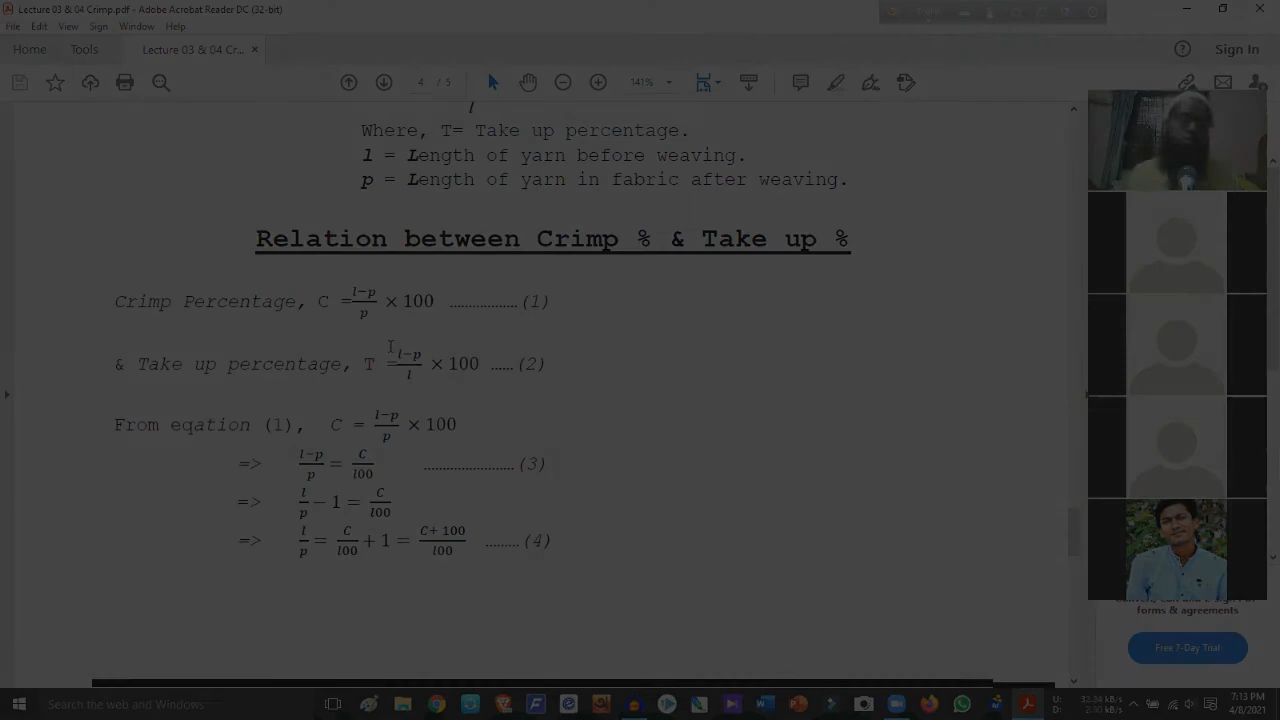 Lecture 03 & 04 Crimp.pdf - Adobe Acrobat Reader DC (32-bit)
File Edit View Sign Window Help
Home Tools Lecture 03 & 04 Cr... × Sign In
4 / 5 341%
l
Where, T= Take up percentage.
l = Length of yarn before weaving.
p = Length of yarn in fabric after weaving.
Relation between Crimp % & Take up %
Crimp Percentage, C = l−p/p × 100 ................. (1)
& Take up percentage, T = l−p/l × 100 ...... (2)
From eqation (1), C = l−p/p × 100
=> l−p/p = C/100 ....................... (3)
=> l/p − 1 = C/100
=> l/p = C/100 + 1 = C+ 100/100 ........ (4)
forms & agreements
Free 7-Day Trial
Search the web and Windows
U:
D:
7:13 PM
4/8/2021